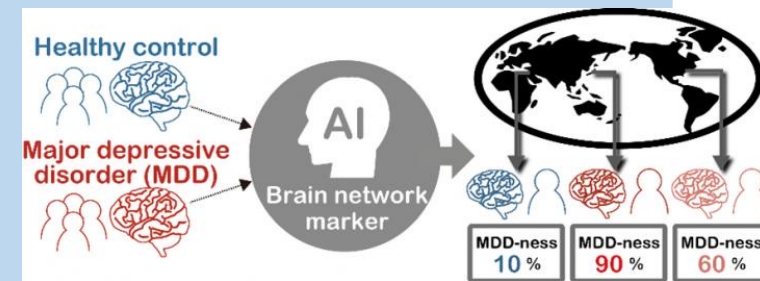 Healthy control
Major depressive
disorder (MDD)
AI
Brain network
marker
MDD-ness
10 %
MDD-ness
90 %
MDD-ness
60 %